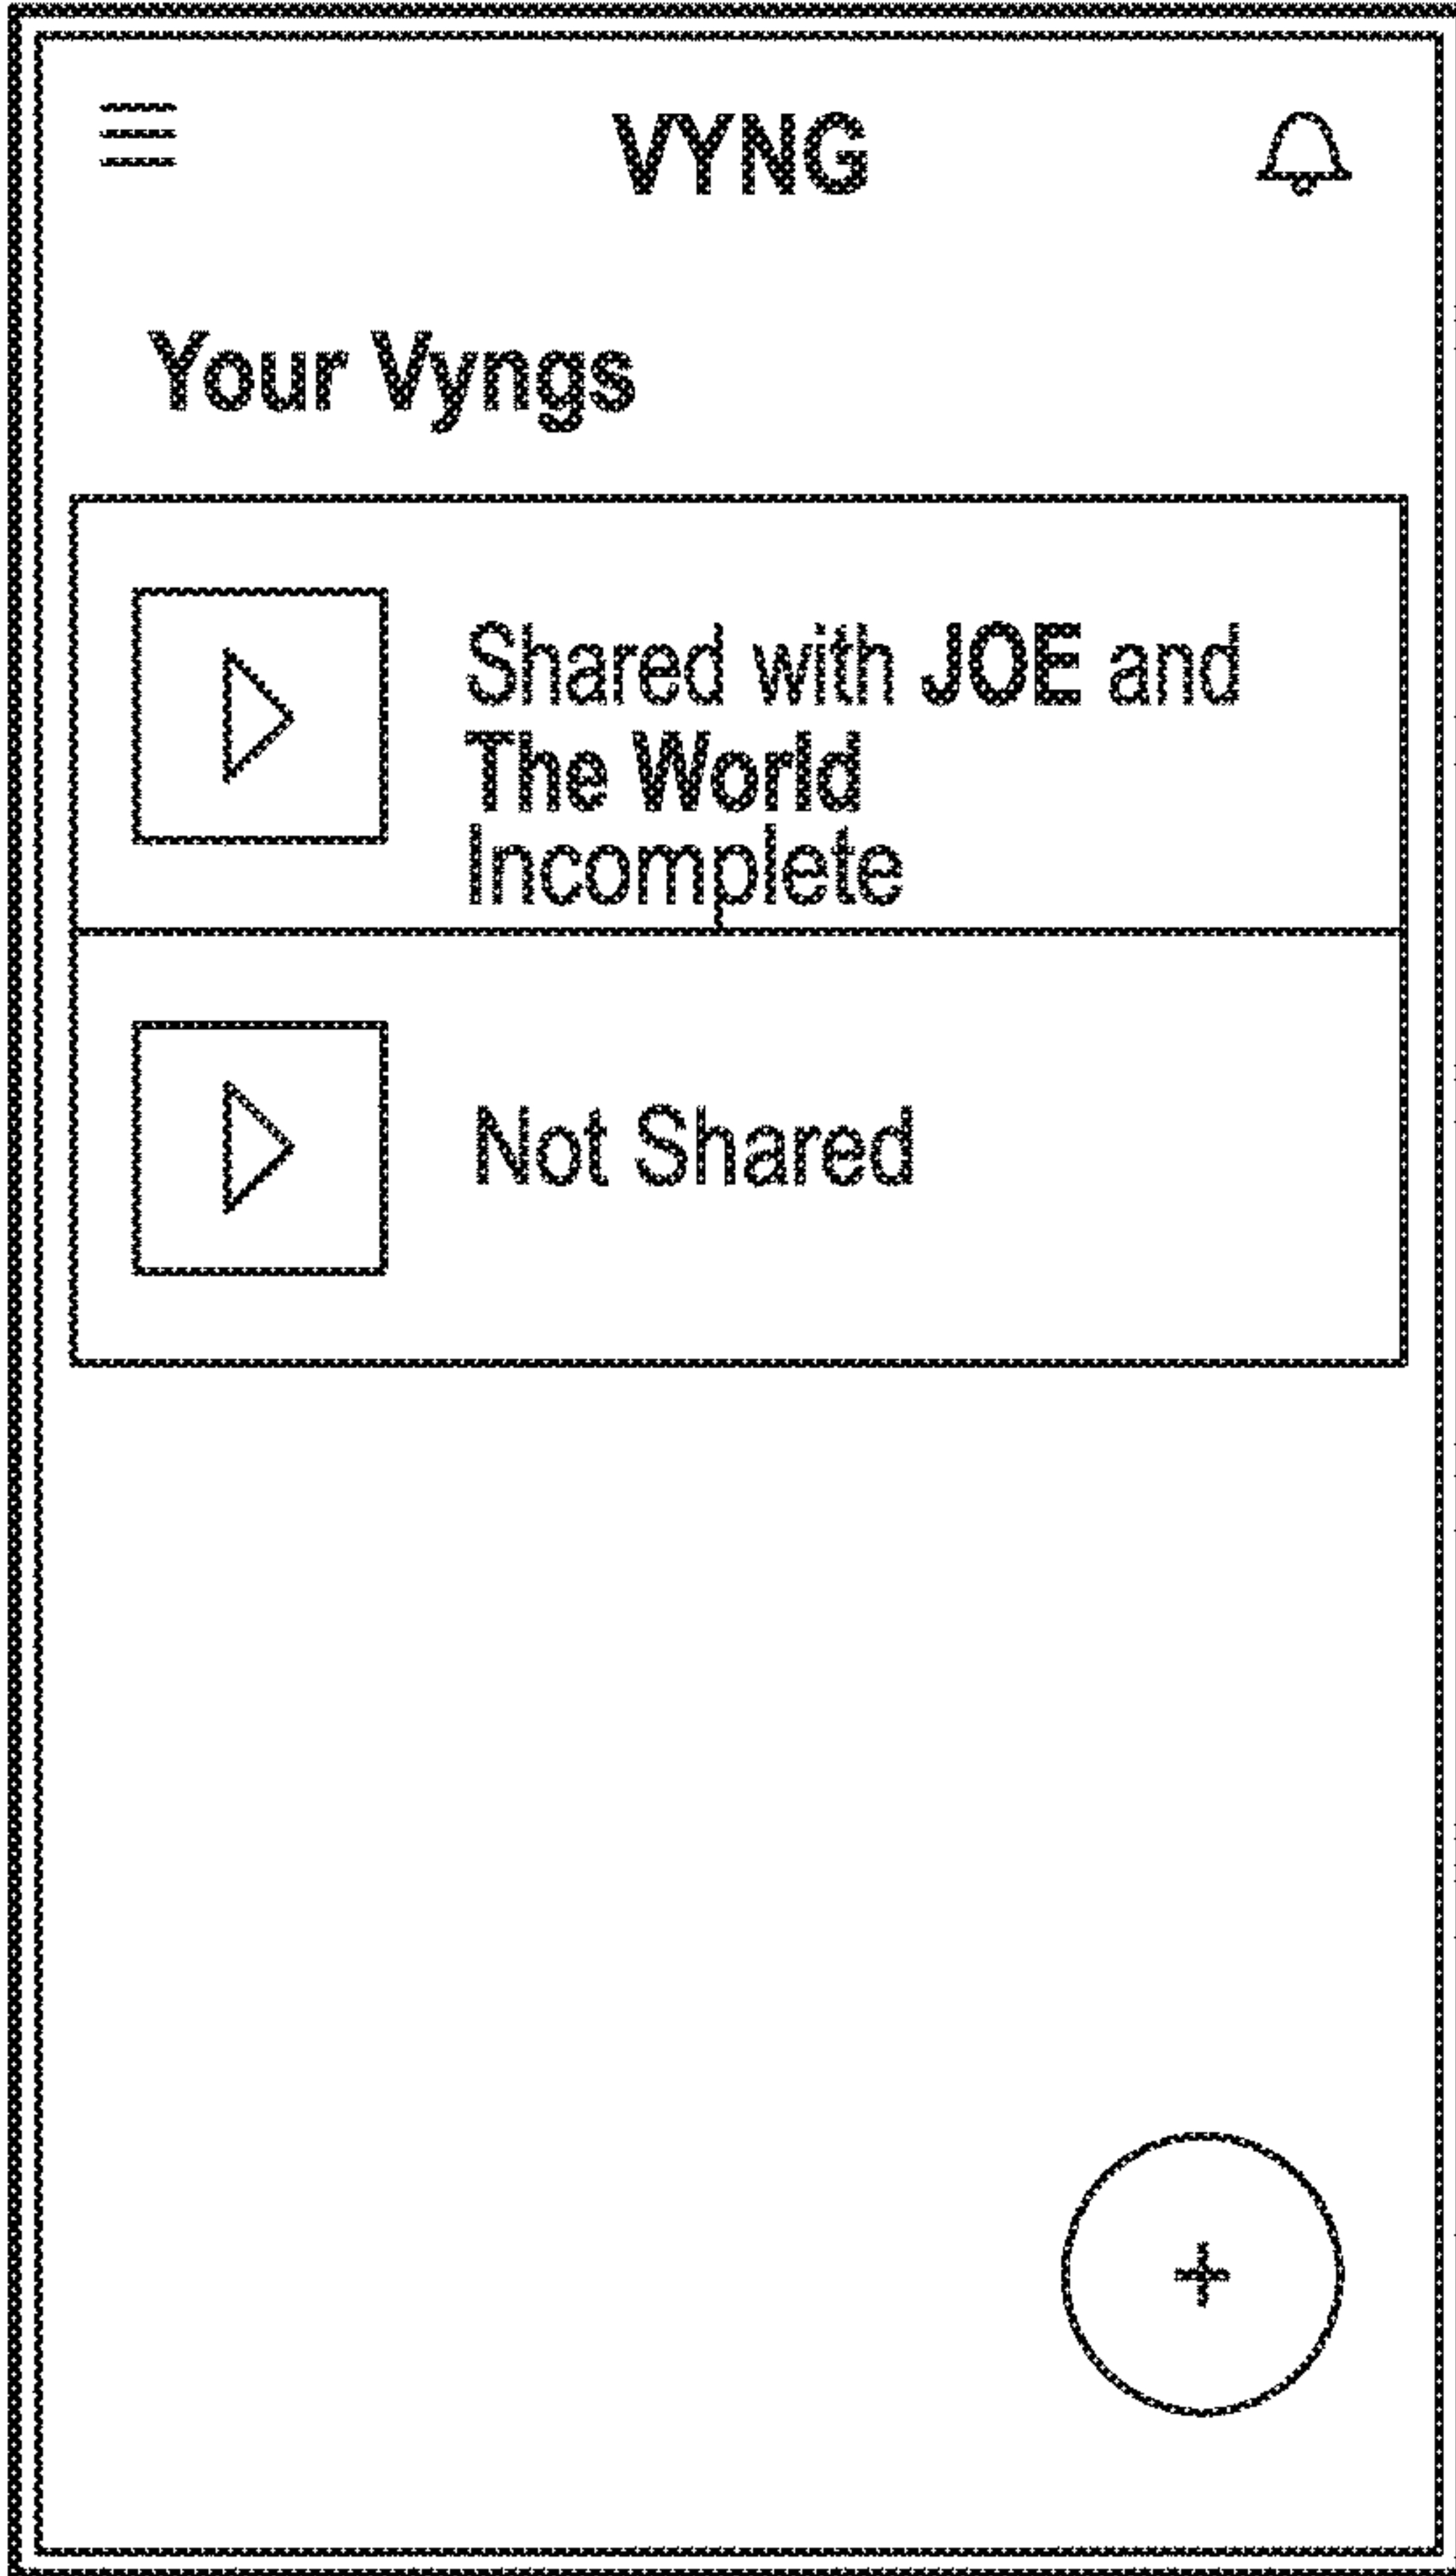 VYNG
Your Vyngs
Shared with JOE and
The World
Incomplete
Not Shared
+